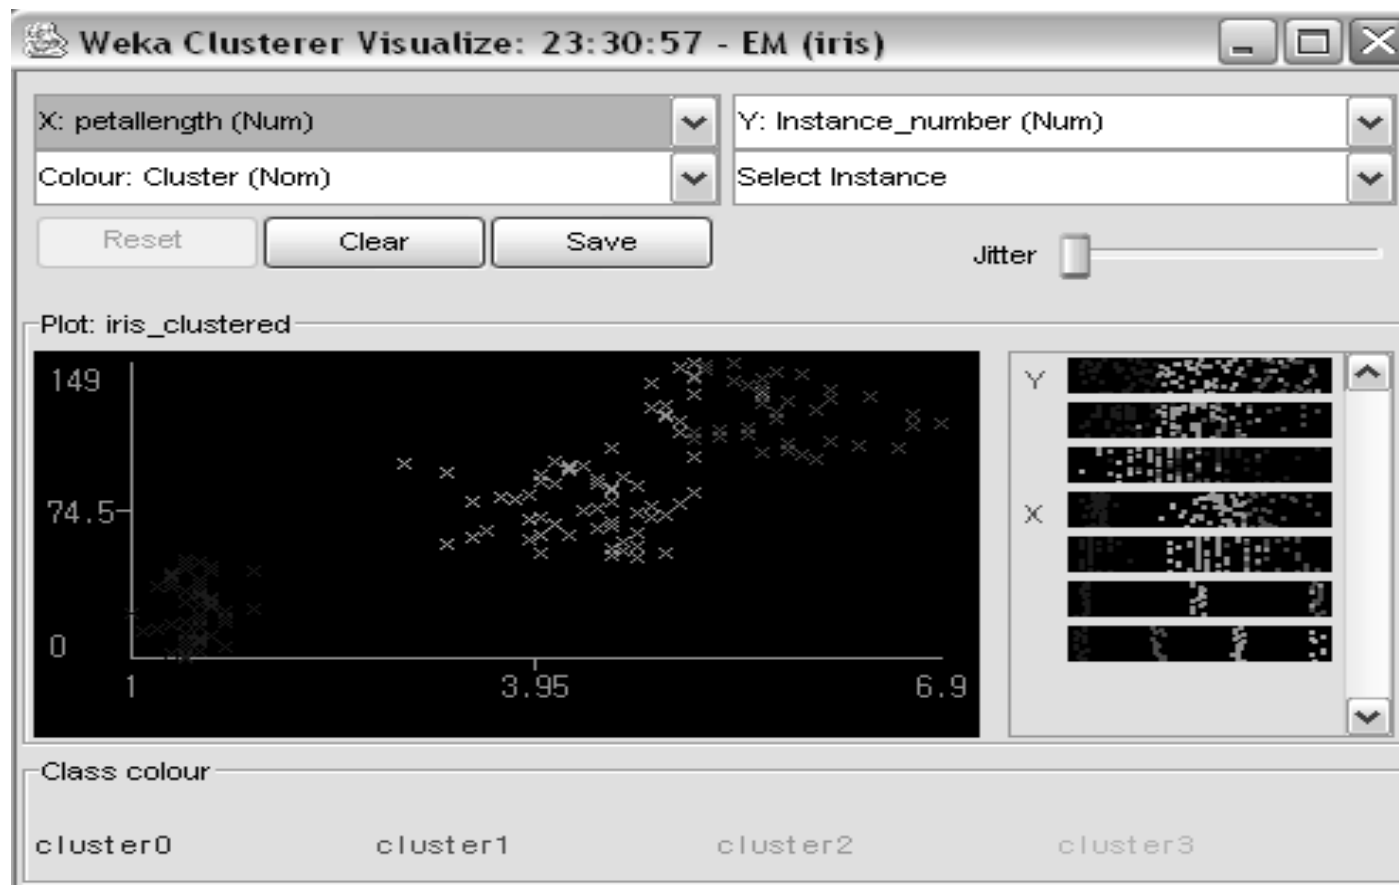 Weka Clusterer Visualize: 23:30:57 - EM (iris)
X: petallength (Num)
Y: Instance_number (Num)
Colour: Cluster (Nom)
Select Instance
Reset
Clear
Save
Jitter
Plot: iris_clustered
149
74.5
0
1
3.95
6.9
Y
X
Class colour
cluster0
cluster1
cluster2
cluster3